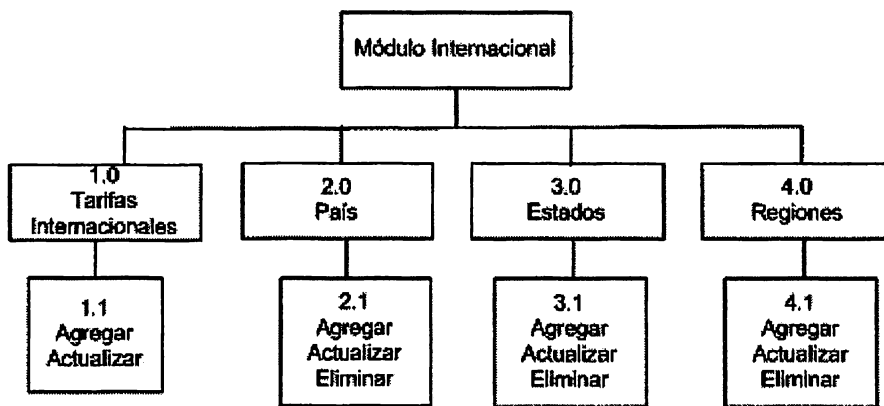 Módulo Internacional
1.0
Tarifas
Internacionales
2.0
País
3.0
Estados
4.0
Regiones
1.1
Agregar
Actualizar
2.1
Agregar
Actualizar
Eliminar
3.1
Agregar
Actualizar
Eliminar
4.1
Agregar
Actualizar
Eliminar